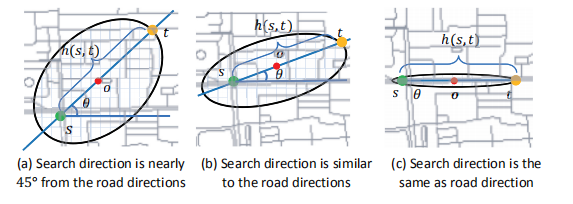 h(s,t) t
o
θ
s
(a) Search direction is nearly
45° from the road directions
h(s,t) t
o
s θ
(b) Search direction is similar
to the road directions
h(s,t)
s θ o t
(c) Search direction is the
same as road direction